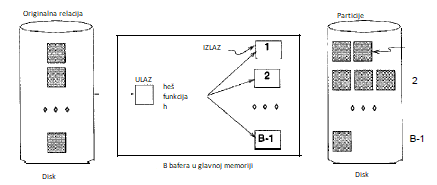 Originalna relacija
Particije
IZLAZ
1
ULAZ
heš
funkcija
h
2
2
B-1
B-1
B bafera u glavnoj memoriji
Disk
Disk